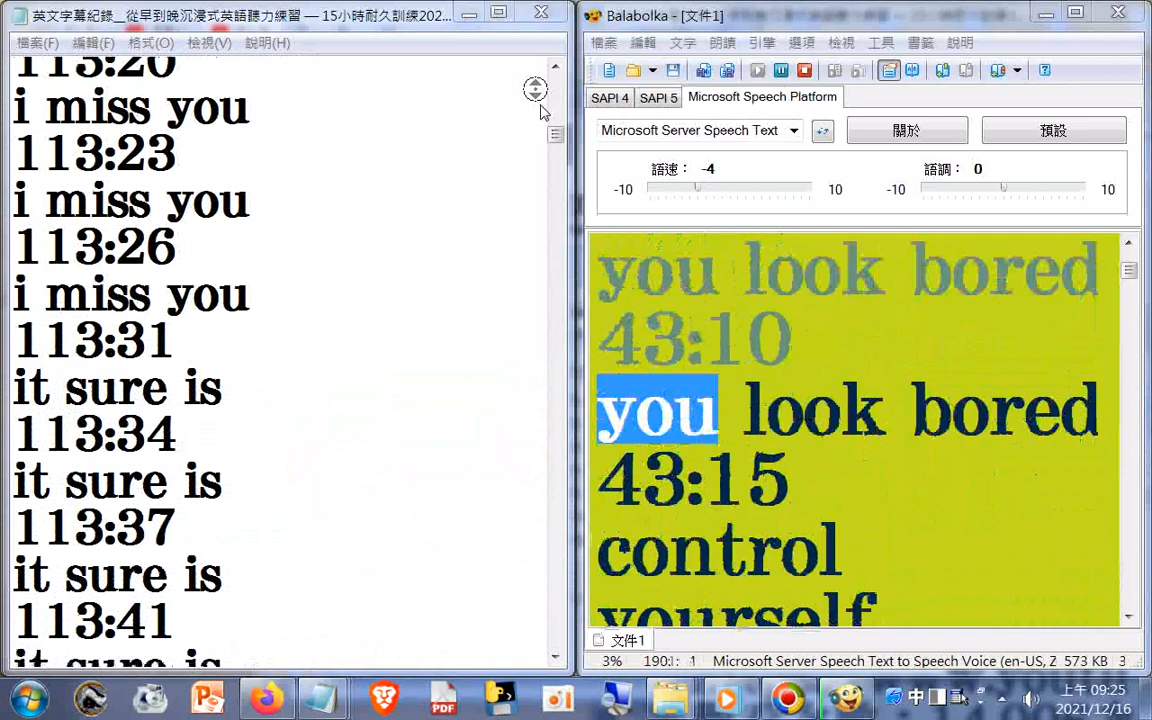 英文字幕紀錄__從早到晚沉浸式英語聽力練習 — 15小時耐久訓練202...
檔案(F) 編輯(E) 格式(O) 檢視(V) 說明(H)
113:20
i miss you
113:23
i miss you
113:26
i miss you
113:31
it sure is
113:34
it sure is
113:37
it sure is
113:41
it sure is
Balabolka - [文件1]
檔案 編輯 文字 朗讀 引擎 選項 檢視 工具 書籤 說明
SAPI 4 SAPI 5 Microsoft Speech Platform
Microsoft Server Speech Text 關於 預設
語速： -4 語調： 0
-10 10 -10 10
you look bored
43:10
you look bored
43:15
control
yourself
文件1
3% 190: 1 Microsoft Server Speech Text to Speech Voice (en-US, Z 573 KB 3
PDF
中
上午 09:25
2021/12/16